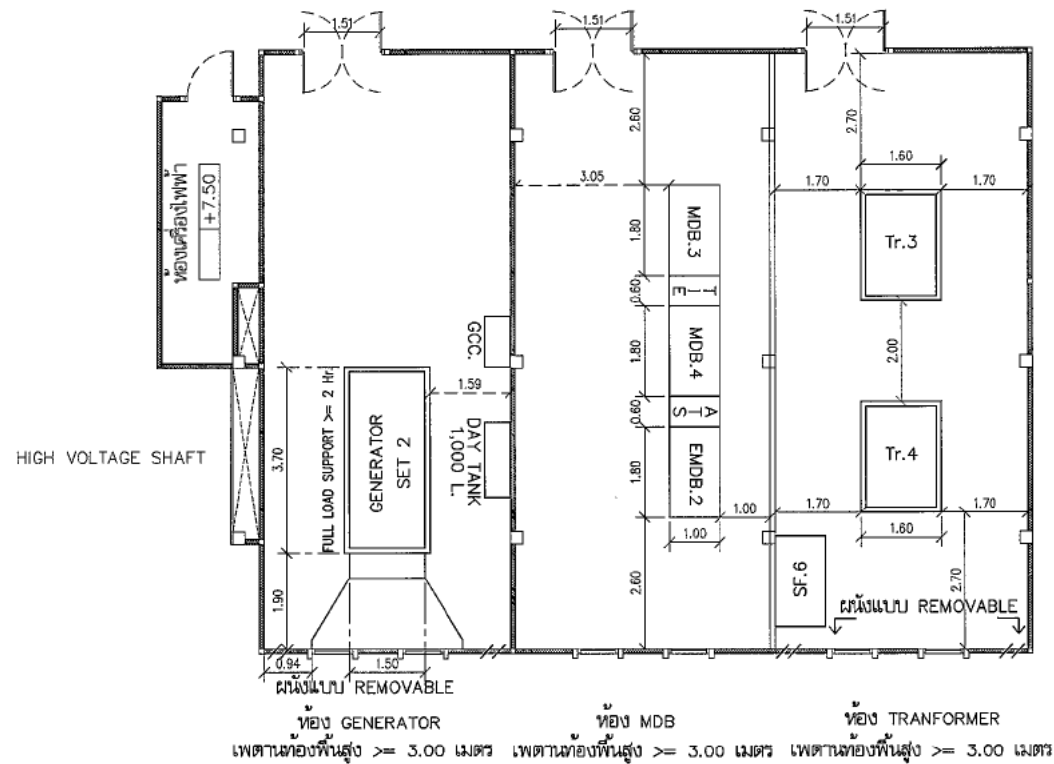 1.51
1.51
1.51
2.60
2.70
ห้องเครื่องไฟฟ้า
+7.50
3.05
1.60
1.70
1.70
MDB.3
1.80
Tr.3
TIE
0.60
GCC.
MDB.4
1.80
2.00
FULL LOAD SUPPORT >= 2 Hr.
1.59
ATS
0.60
HIGH VOLTAGE SHAFT
3.70
GENERATOR
SET 2
DAY TANK
1,000 L.
EMDB.2
1.80
Tr.4
1.00
1.70
1.70
1.00
1.60
1.90
2.60
SF.6
2.70
ผนังแบบ REMOVABLE
0.94
1.50
ผนังแบบ REMOVABLE
ห้อง GENERATOR
เพดานท้องพื้นสูง >= 3.00 เมตร
ห้อง MDB
เพดานท้องพื้นสูง >= 3.00 เมตร
ห้อง TRANFORMER
เพดานท้องพื้นสูง >= 3.00 เมตร